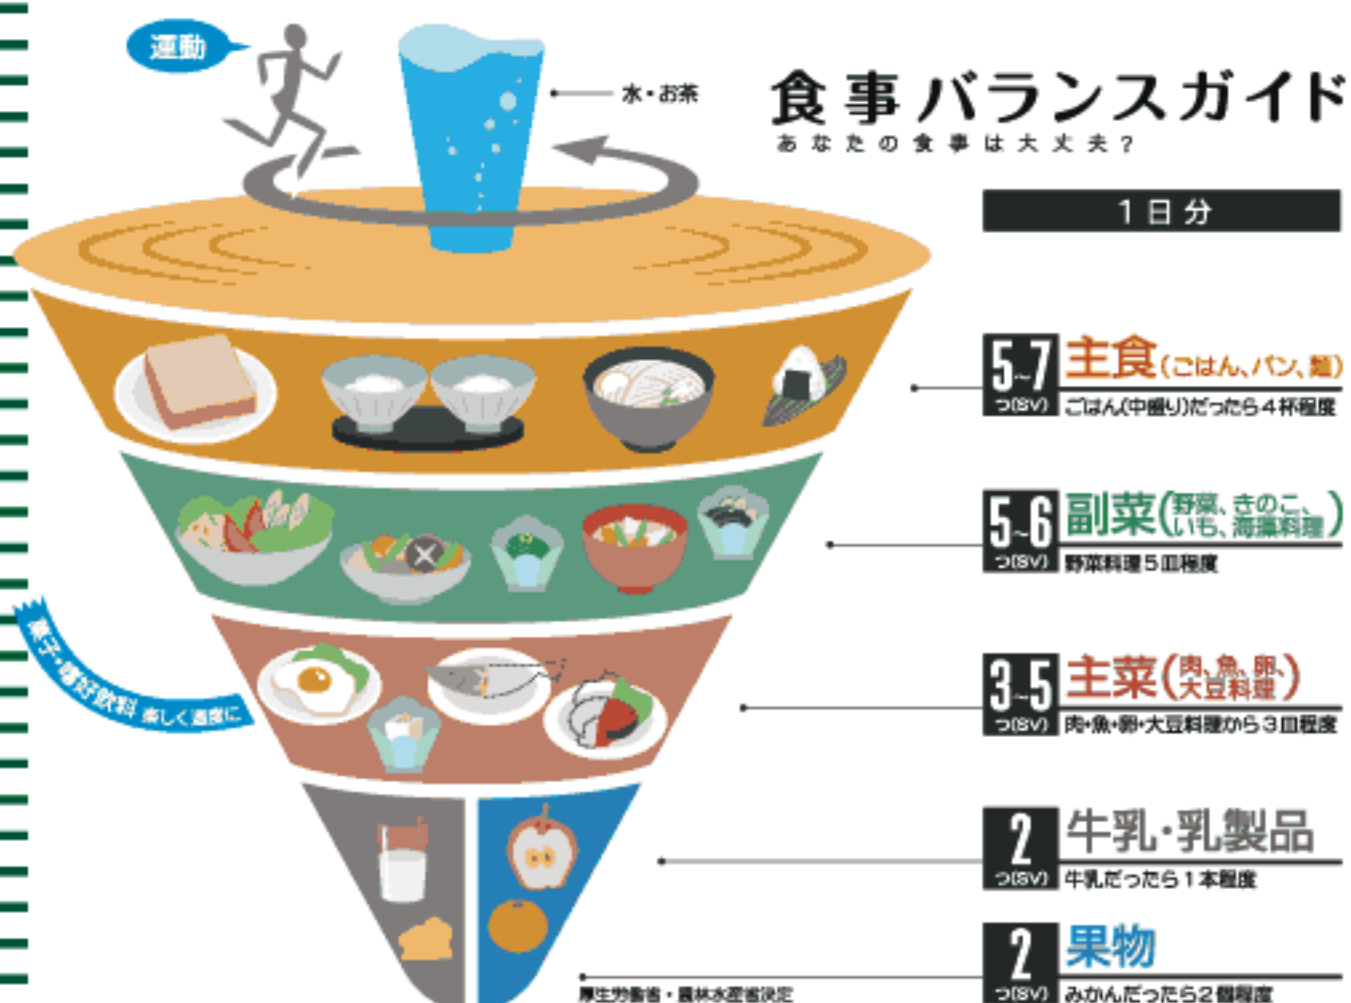 運動
水・お茶
食事バランスガイド
あなたの食事は大丈夫?
1日分
5~7
つ(SV)
主食(ごはん、パン、麺)
ごはん(中盛り)だったら4杯程度
5~6
つ(SV)
副菜(野菜、きのこ、
いも、海藻料理)
野菜料理5皿程度
菓子・嗜好飲料 楽しく適度に
3~5
つ(SV)
主菜(肉、魚、卵、
大豆料理)
肉・魚・卵・大豆料理から3皿程度
2
つ(SV)
牛乳・乳製品
牛乳だったら1本程度
2
つ(SV)
果物
みかんだったら2個程度
厚生労働省・農林水産省決定